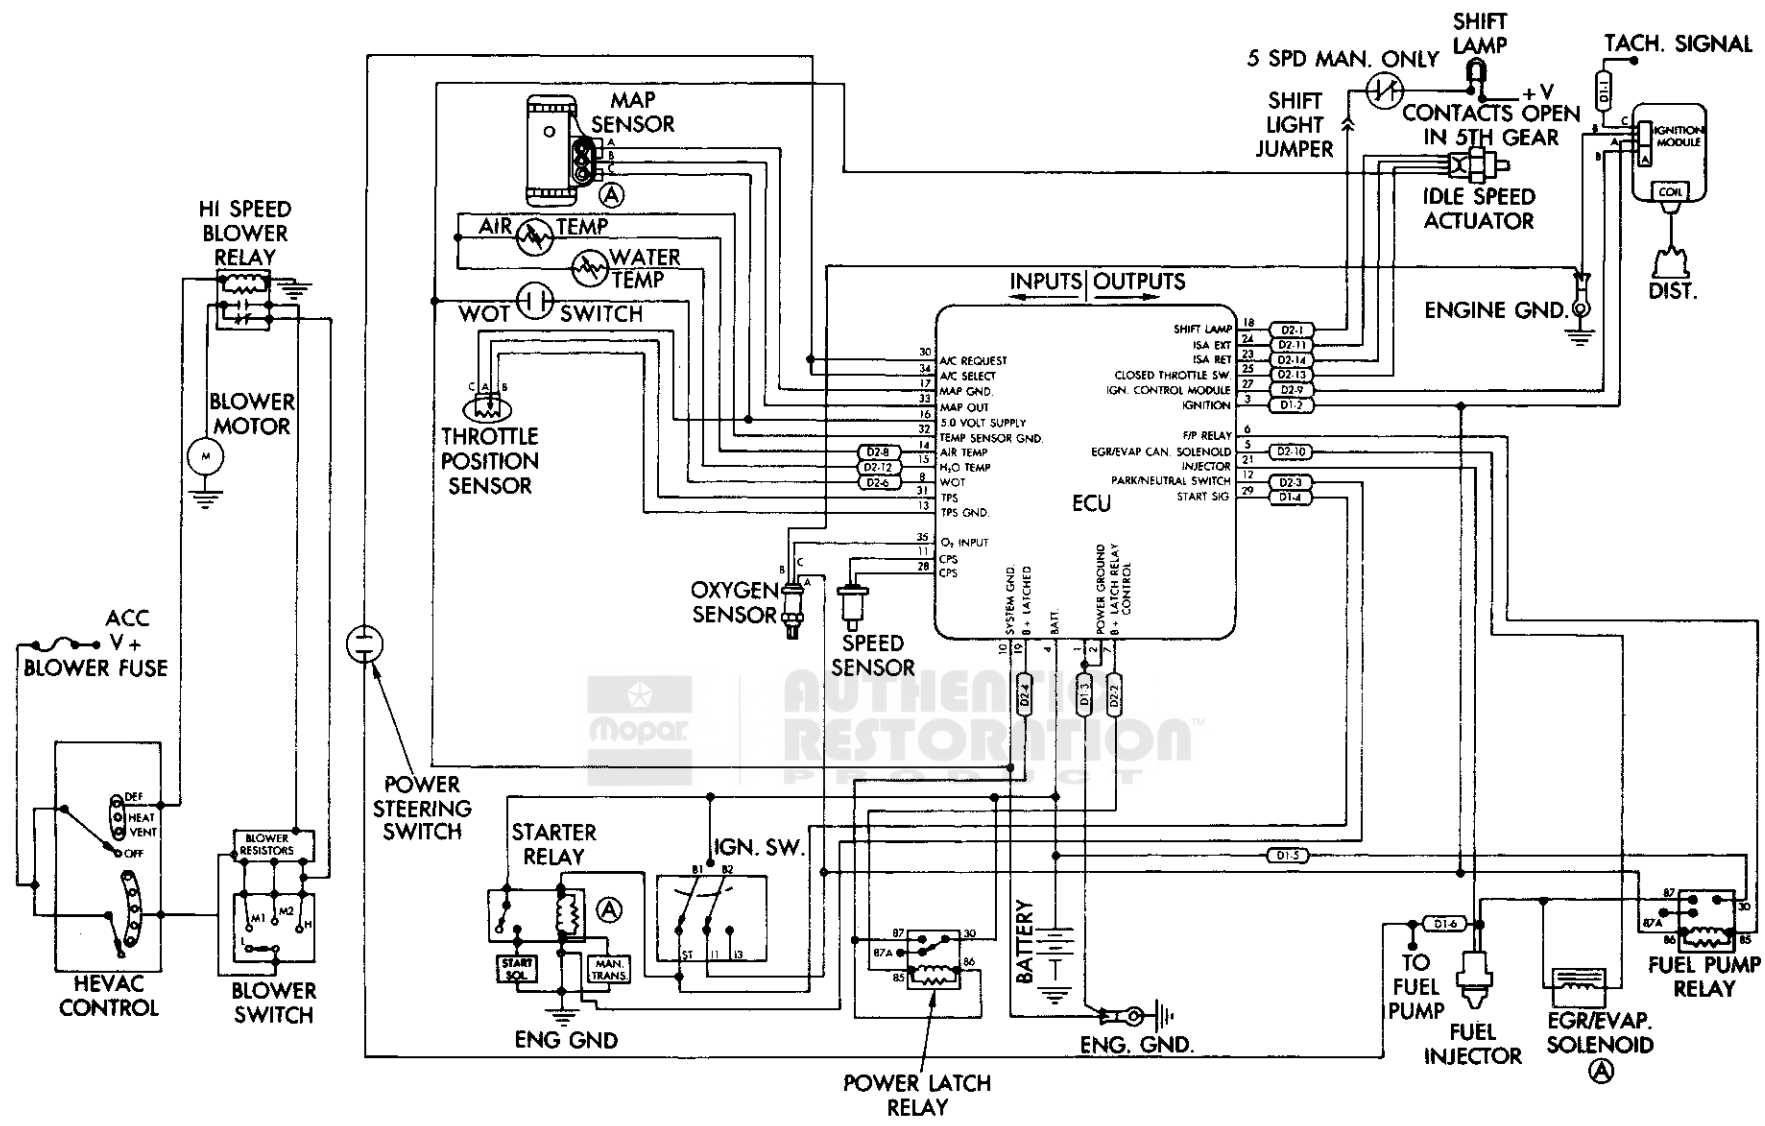 SHIFT
LAMP
TACH. SIGNAL
5 SPD MAN. ONLY
+ V
SHIFT
LIGHT
JUMPER
CONTACTS OPEN
IN 5TH GEAR
D1-1
C
B
A
B
A
IGNITION
MODULE
COIL
DIST.
IDLE SPEED
ACTUATOR
ENGINE GND.
MAP
SENSOR
A
B
C
A
AIR TEMP
WATER
TEMP
WOT SWITCH
HI SPEED
BLOWER
RELAY
BLOWER
MOTOR
M
C A B
THROTTLE
POSITION
SENSOR
INPUTS OUTPUTS
30 A/C REQUEST
34 A/C SELECT
17 MAP GND.
33 MAP OUT
16 5.0 VOLT SUPPLY
32 TEMP SENSOR GND.
D2-8 14 AIR TEMP
D2-12 15 H2O TEMP
D2-6 8 WOT
31 TPS
13 TPS GND.
35 O2 INPUT
11 CPS
28 CPS
SHIFT LAMP 18 D2-1
ISA EXT 24 D2-11
ISA RET 23 D2-14
CLOSED THROTTLE SW. 25 D2-13
IGN. CONTROL MODULE 27 D2-9
IGNITION 3 D1-2
F/P RELAY 6
EGR/EVAP CAN. SOLENOID 5 D2-10
INJECTOR 21
PARK/NEUTRAL SWITCH 12 D2-3
START SIG 29 D1-4
ECU
SYSTEM GND.
B + LATCHED
BATT.
POWER GROUND
B + LATCH RELAY
CONTROL
10 19 4 1 2 7
D2-4
D1-3
D2-2
B C A
OXYGEN
SENSOR
SPEED
SENSOR
ACC
V +
BLOWER FUSE
Mopar
AUTHENTIC
RESTORATION™
PRODUCT
POWER
STEERING
SWITCH
DEF
HEAT
VENT
OFF
HEVAC
CONTROL
BLOWER
RESISTORS
M1 M2 H
L
BLOWER
SWITCH
STARTER
RELAY
A
START
SOL.
MAN.
TRANS.
ENG GND
IGN. SW.
B1 B2
ST I1 I3
87 30
87A
85 86
POWER LATCH
RELAY
BATTERY
ENG. GND.
D1-5
D1-6
TO
FUEL
PUMP
FUEL
INJECTOR
EGR/EVAP.
SOLENOID
A
87
30
87A
86 85
FUEL PUMP
RELAY